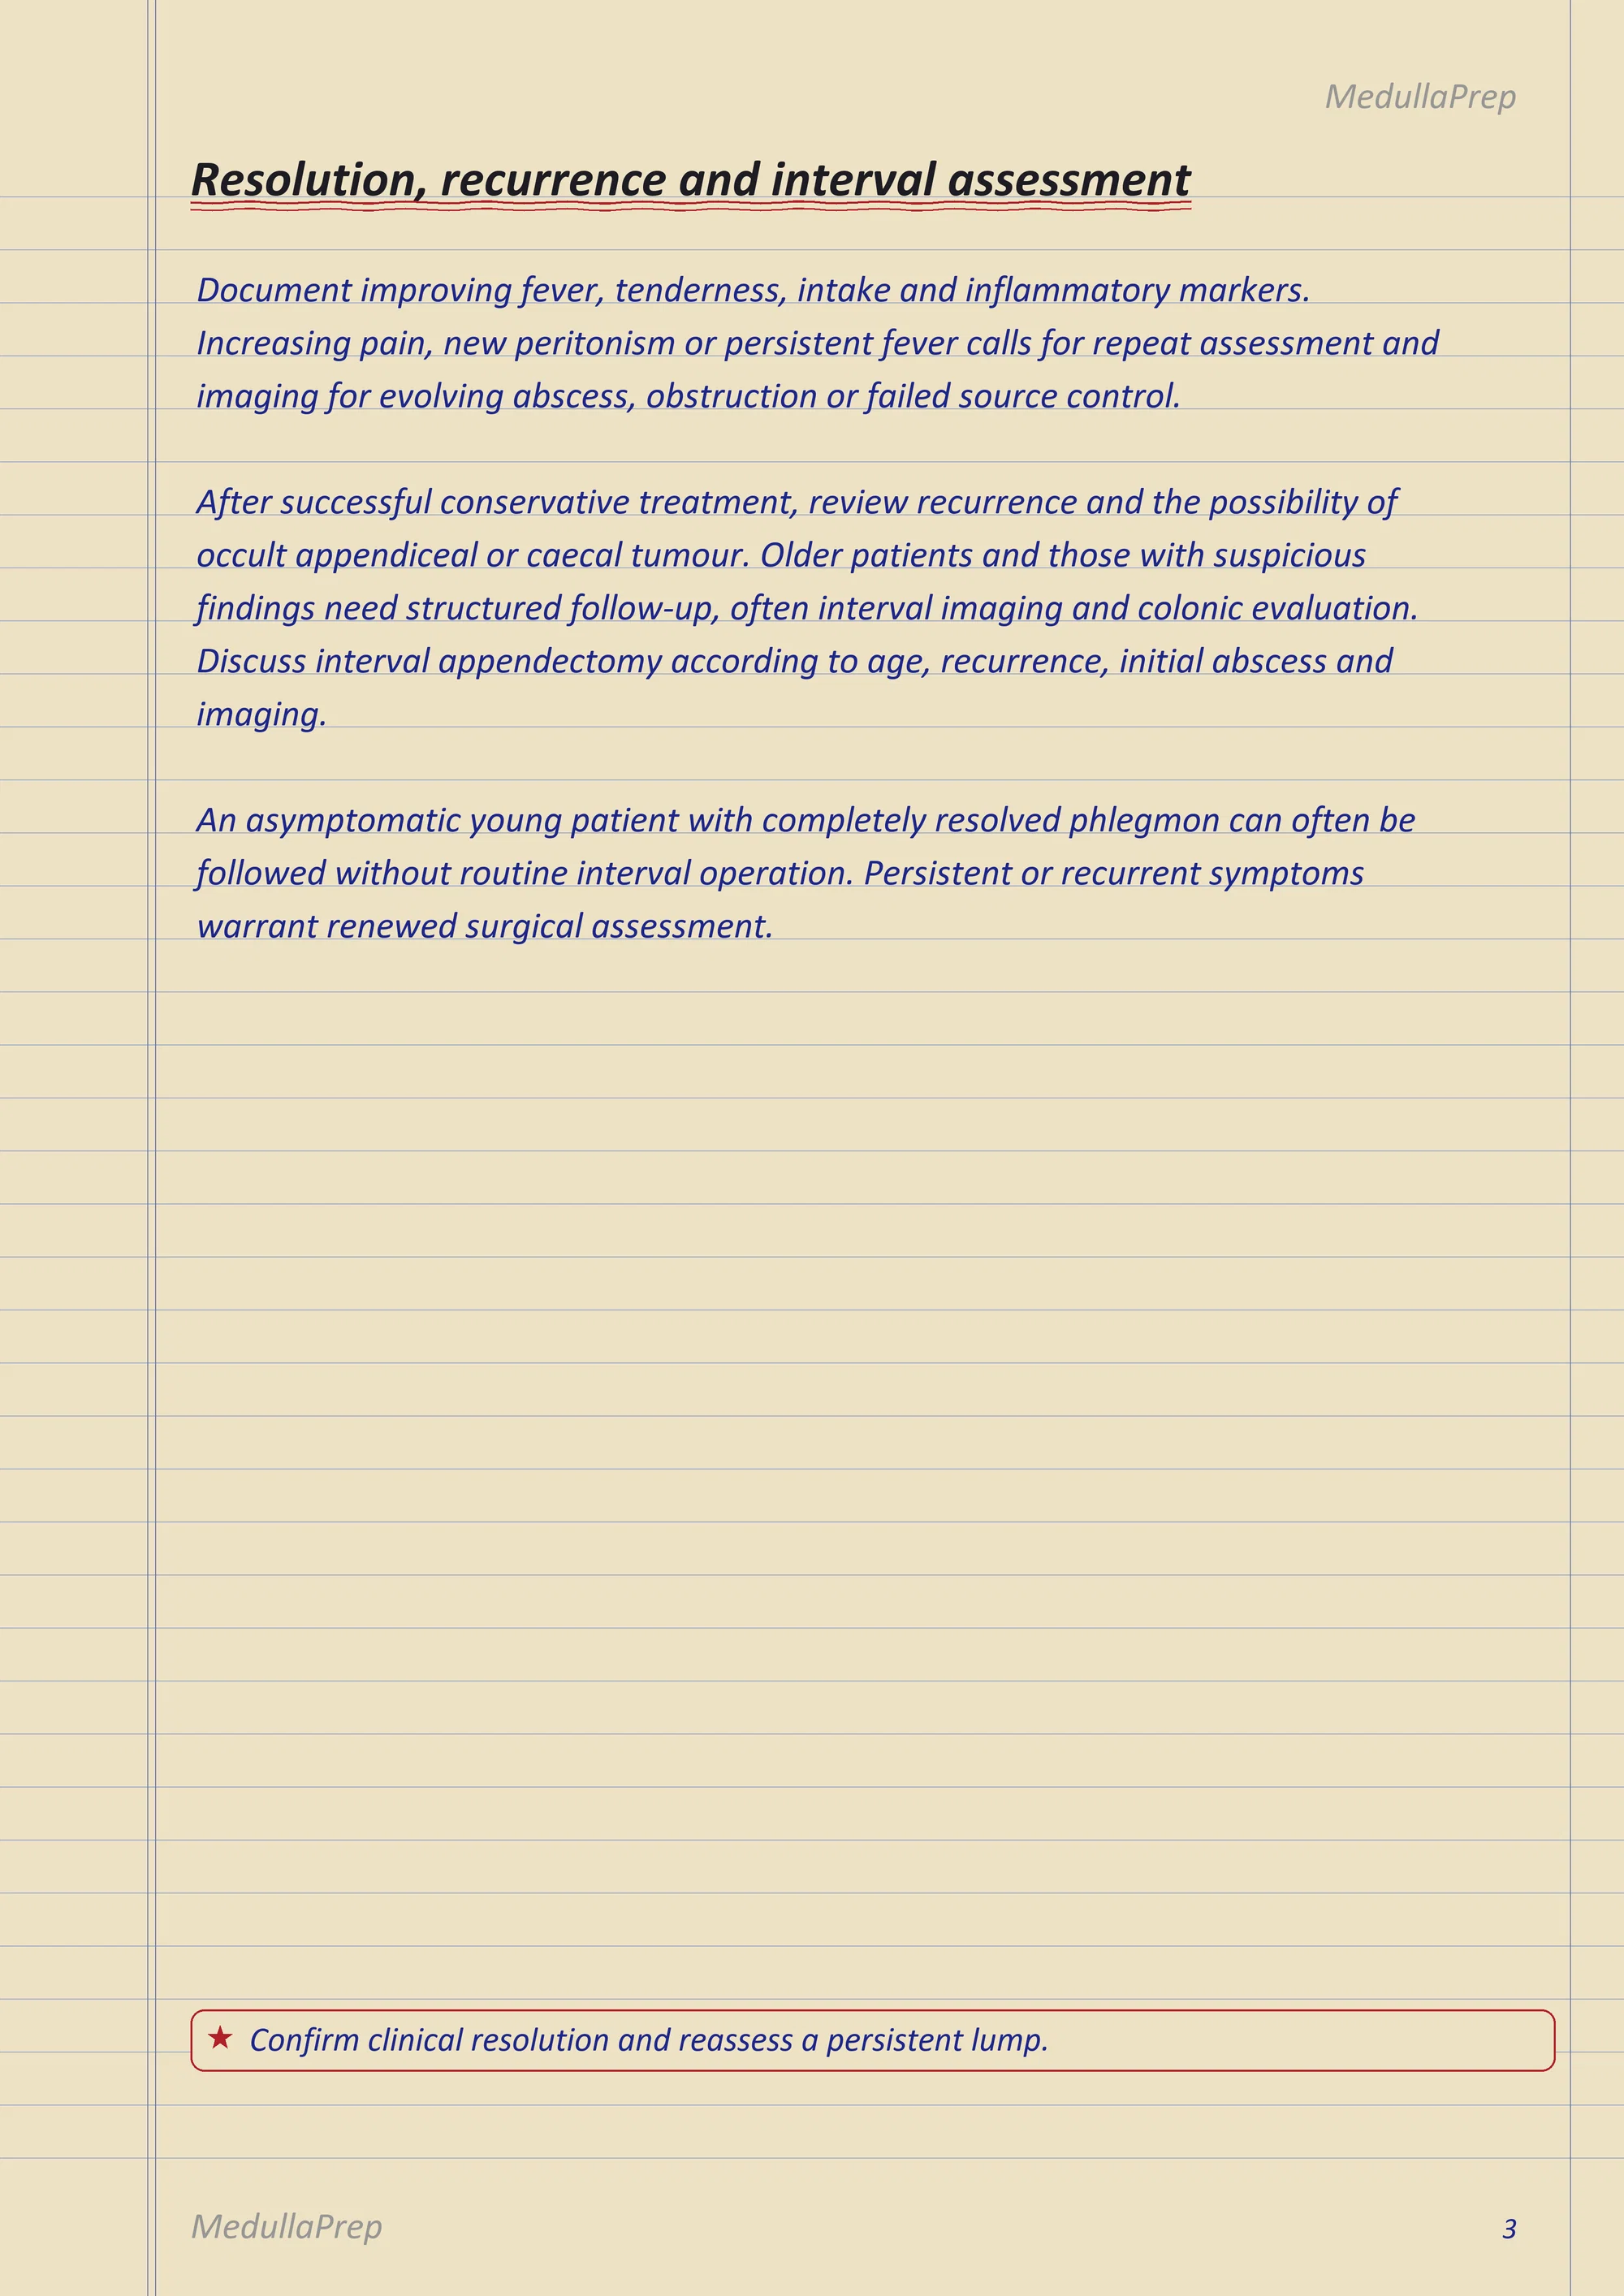 MedullaPrep
Resolution, recurrence and interval assessment
Document improving fever, tenderness, intake and inflammatory markers.
Increasing pain, new peritonism or persistent fever calls for repeat assessment and
imaging for evolving abscess, obstruction or failed source control.
After successful conservative treatment, review recurrence and the possibility of
occult appendiceal or caecal tumour. Older patients and those with suspicious
findings need structured follow-up, often interval imaging and colonic evaluation.
Discuss interval appendectomy according to age, recurrence, initial abscess and
imaging.
An asymptomatic young patient with completely resolved phlegmon can often be
followed without routine interval operation. Persistent or recurrent symptoms
warrant renewed surgical assessment.
★ Confirm clinical resolution and reassess a persistent lump.
MedullaPrep
3